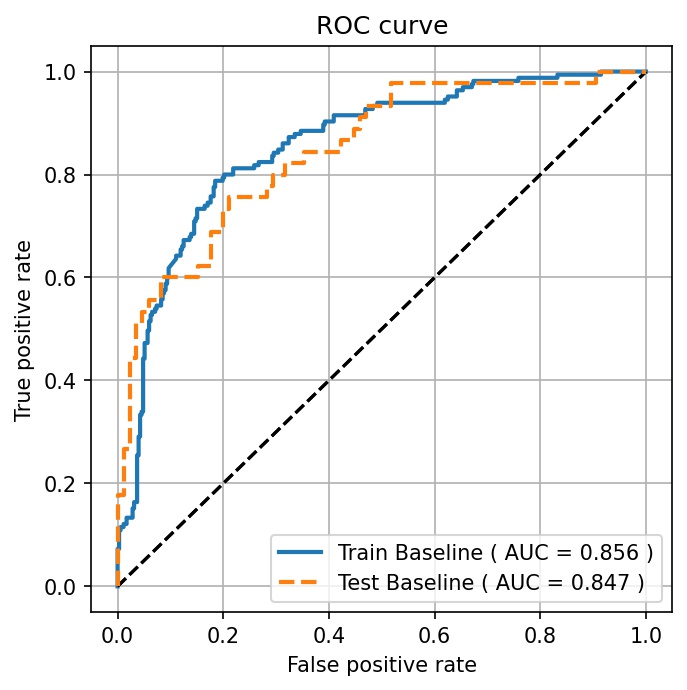 ROC curve
True positive rate
1.0
0.8
0.6
0.4
0.2
0.0
Train Baseline ( AUC = 0.856 )
Test Baseline ( AUC = 0.847 )
0.0 0.2 0.4 0.6 0.8 1.0
False positive rate